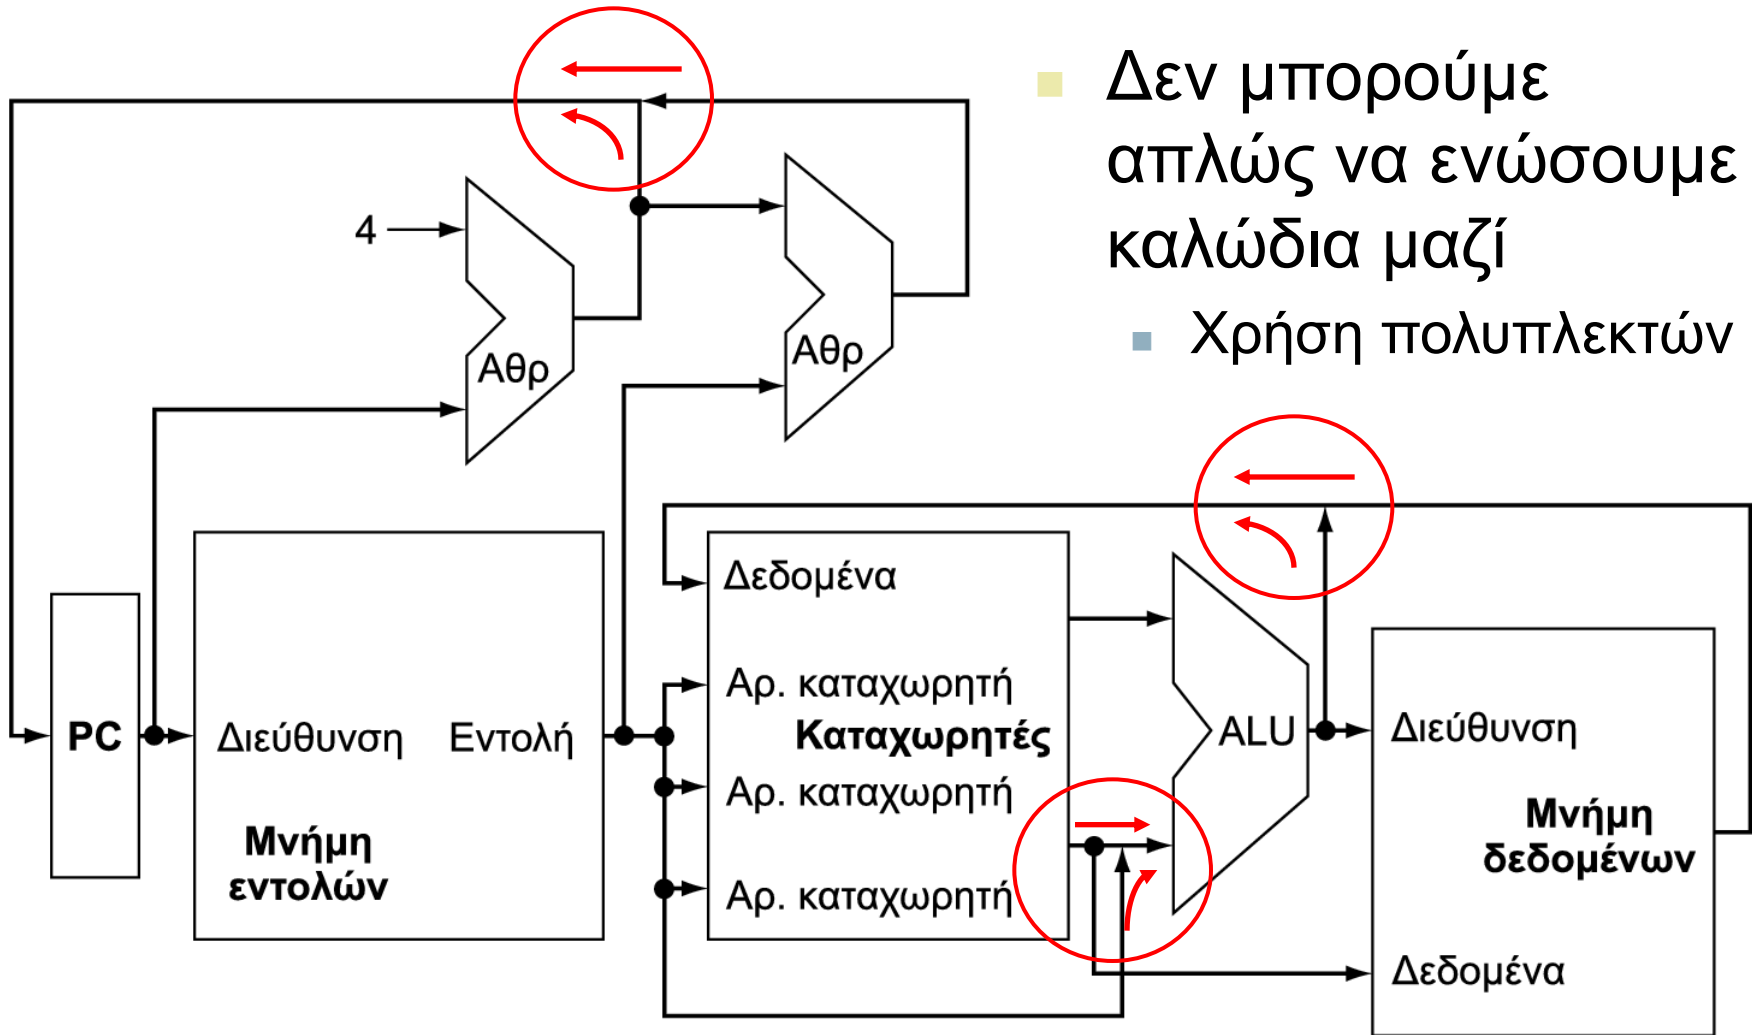 Δεν μπορούμε
απλώς να ενώσουμε
καλώδια μαζί
Χρήση πολυπλεκτών
4
Αθρ
Αθρ
PC
Διεύθυνση
Εντολή
Μνήμη
εντολών
Δεδομένα
Αρ. καταχωρητή
Καταχωρητές
Αρ. καταχωρητή
Αρ. καταχωρητή
ALU
Διεύθυνση
Μνήμη
δεδομένων
Δεδομένα